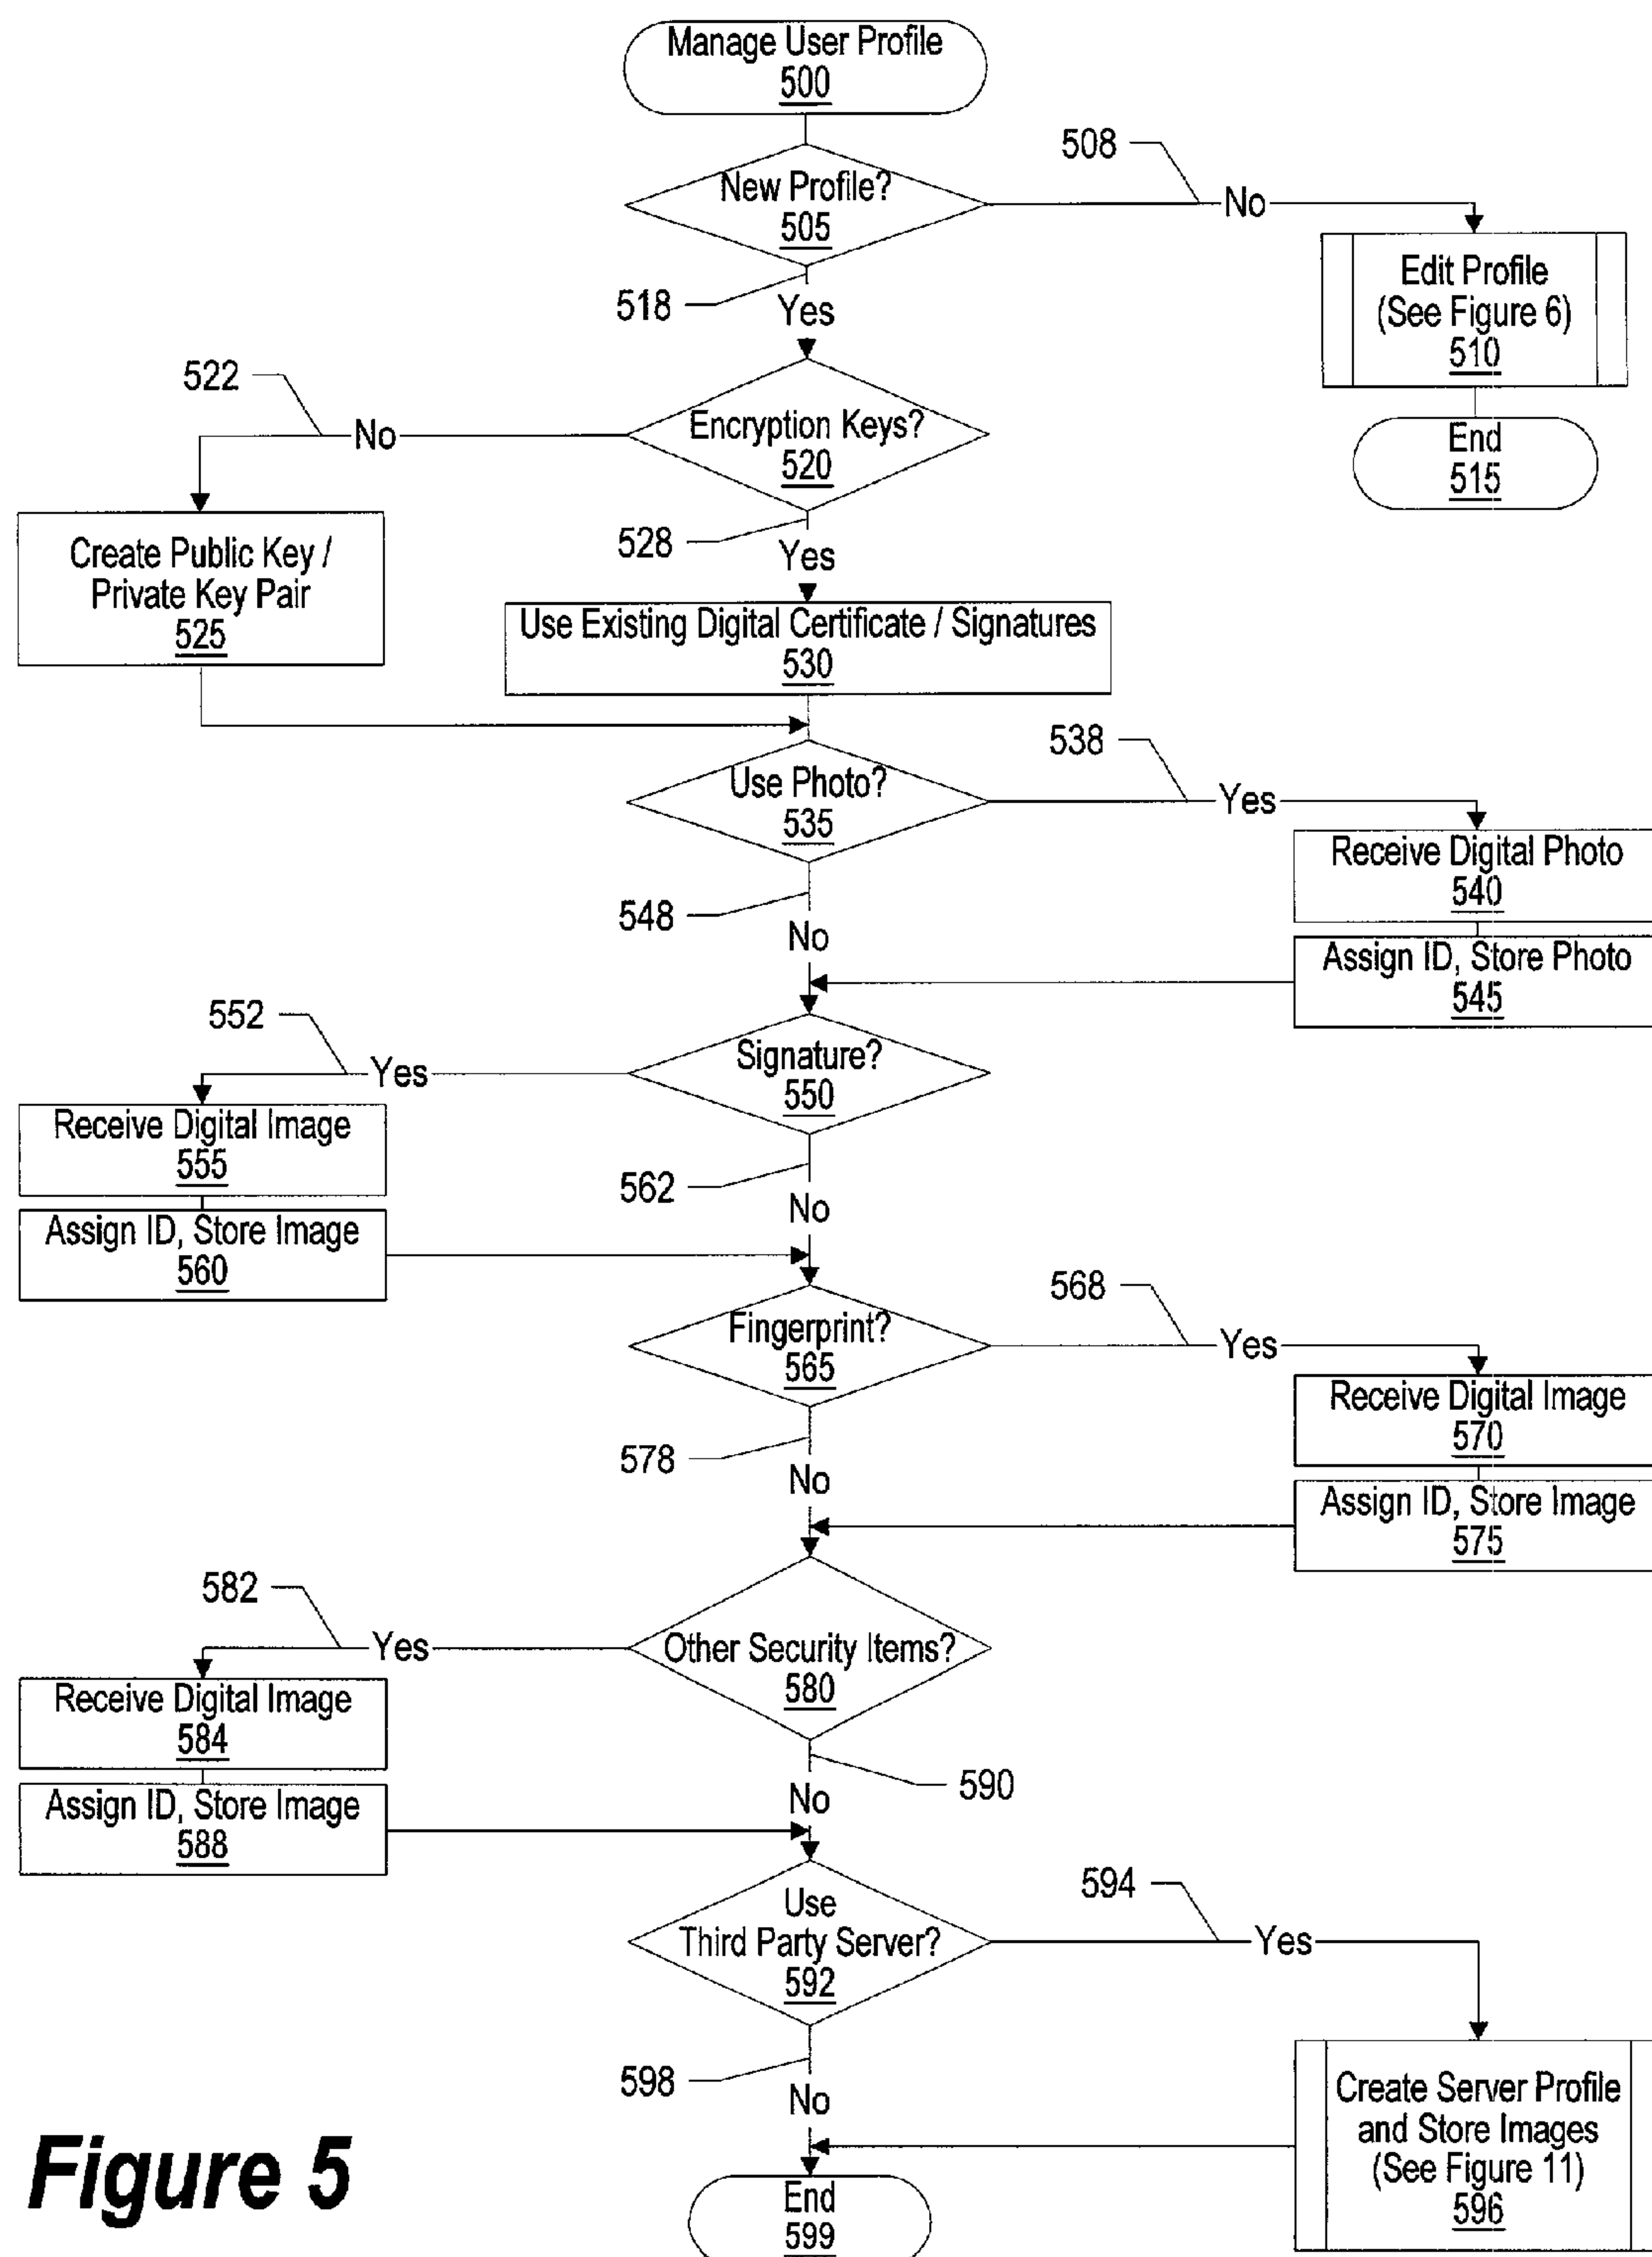 Manage User Profile
500
508
New Profile?
505
No
518
Yes
Edit Profile
(See Figure 6)
510
522
No
Encryption Keys?
520
End
515
528
Yes
Create Public Key /
Private Key Pair
525
Use Existing Digital Certificate / Signatures
530
538
Use Photo?
535
Yes
Receive Digital Photo
540
548
No
Assign ID, Store Photo
545
552
Yes
Signature?
550
Receive Digital Image
555
562
No
Assign ID, Store Image
560
568
Fingerprint?
565
Yes
Receive Digital Image
570
578
No
Assign ID, Store Image
575
582
Yes
Other Security Items?
580
Receive Digital Image
584
590
No
Assign ID, Store Image
588
594
Use
Third Party Server?
592
Yes
598
No
Create Server Profile
and Store Images
(See Figure 11)
596
Figure 5
End
599